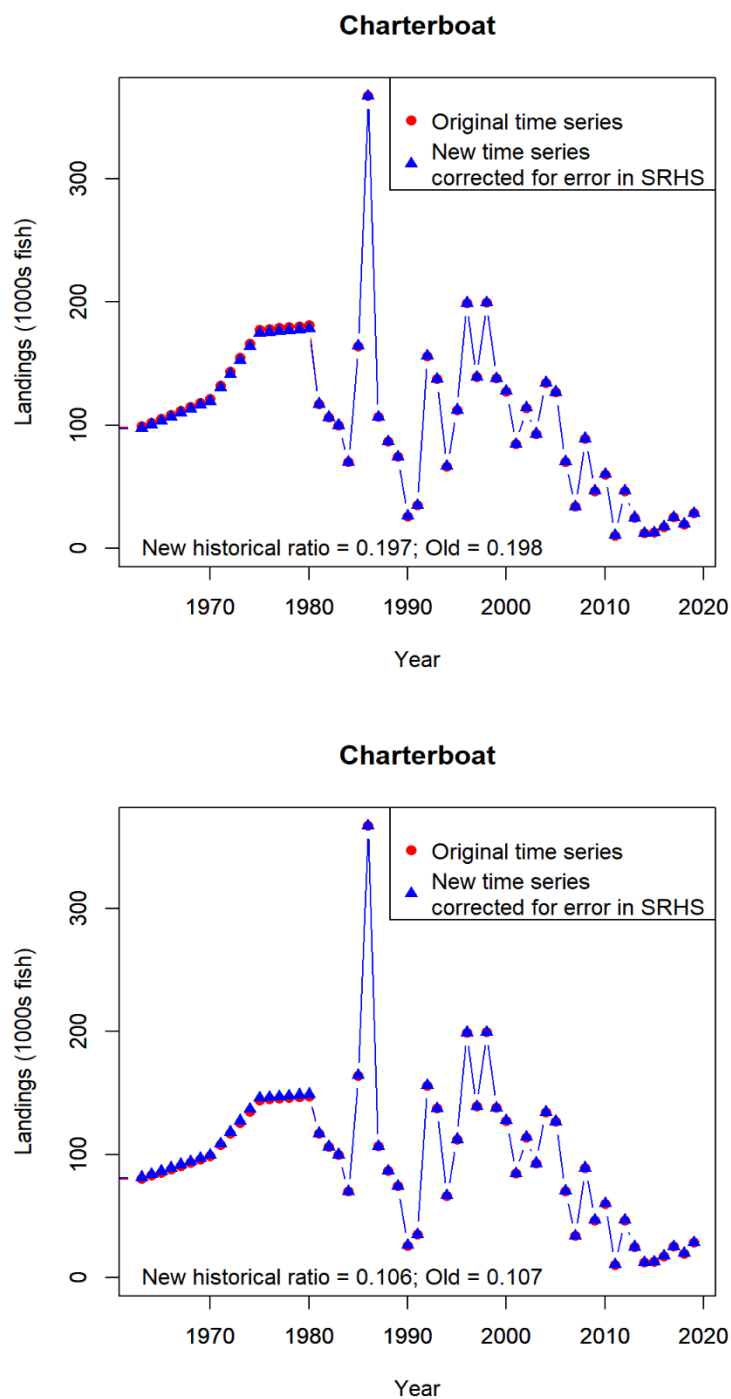 Charterboat
Original time series
New time series
corrected for error in SRHS
Landings (1000s fish)
300
200
100
0
New historical ratio = 0.197; Old = 0.198
1970 1980 1990 2000 2010 2020
Year
Charterboat
Original time series
New time series
corrected for error in SRHS
Landings (1000s fish)
300
200
100
0
New historical ratio = 0.106; Old = 0.107
1970 1980 1990 2000 2010 2020
Year